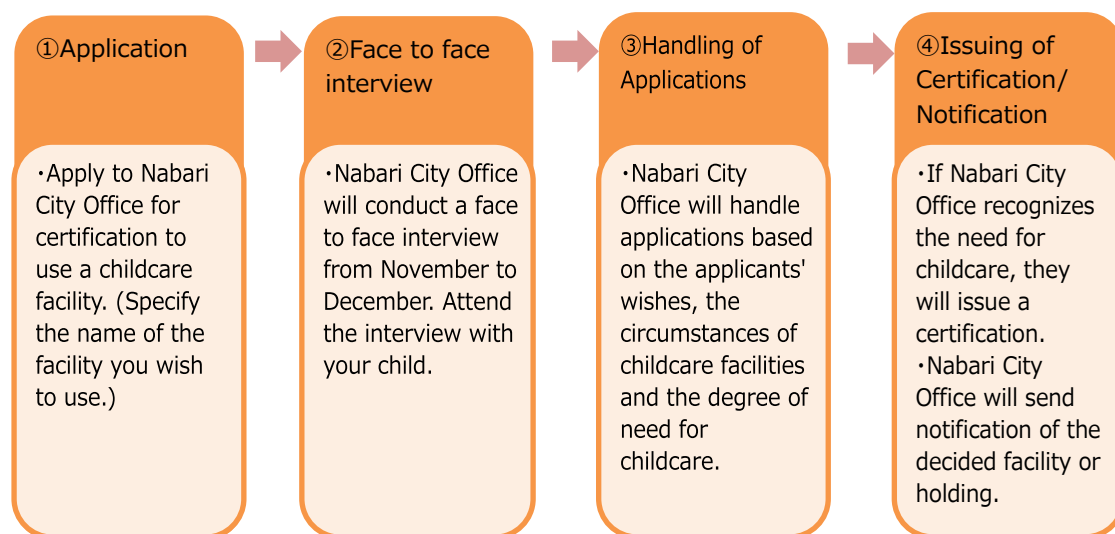 ①Application
・Apply to Nabari
City Office for
certification to
use a childcare
facility. (Specify
the name of the
facility you wish
to use.)
②Face to face
interview
・Nabari City Office
will conduct a face
to face interview
from November to
December. Attend
the interview with
your child.
③Handling of
Applications
・Nabari City
Office will handle
applications based
on the applicants'
wishes, the
circumstances of
childcare facilities
and the degree of
need for
childcare.
④Issuing of
Certification/
Notification
・If Nabari City
Office recognizes
the need for
childcare, they
will issue a
certification.
・Nabari City
Office will send
notification of the
decided facility or
holding.